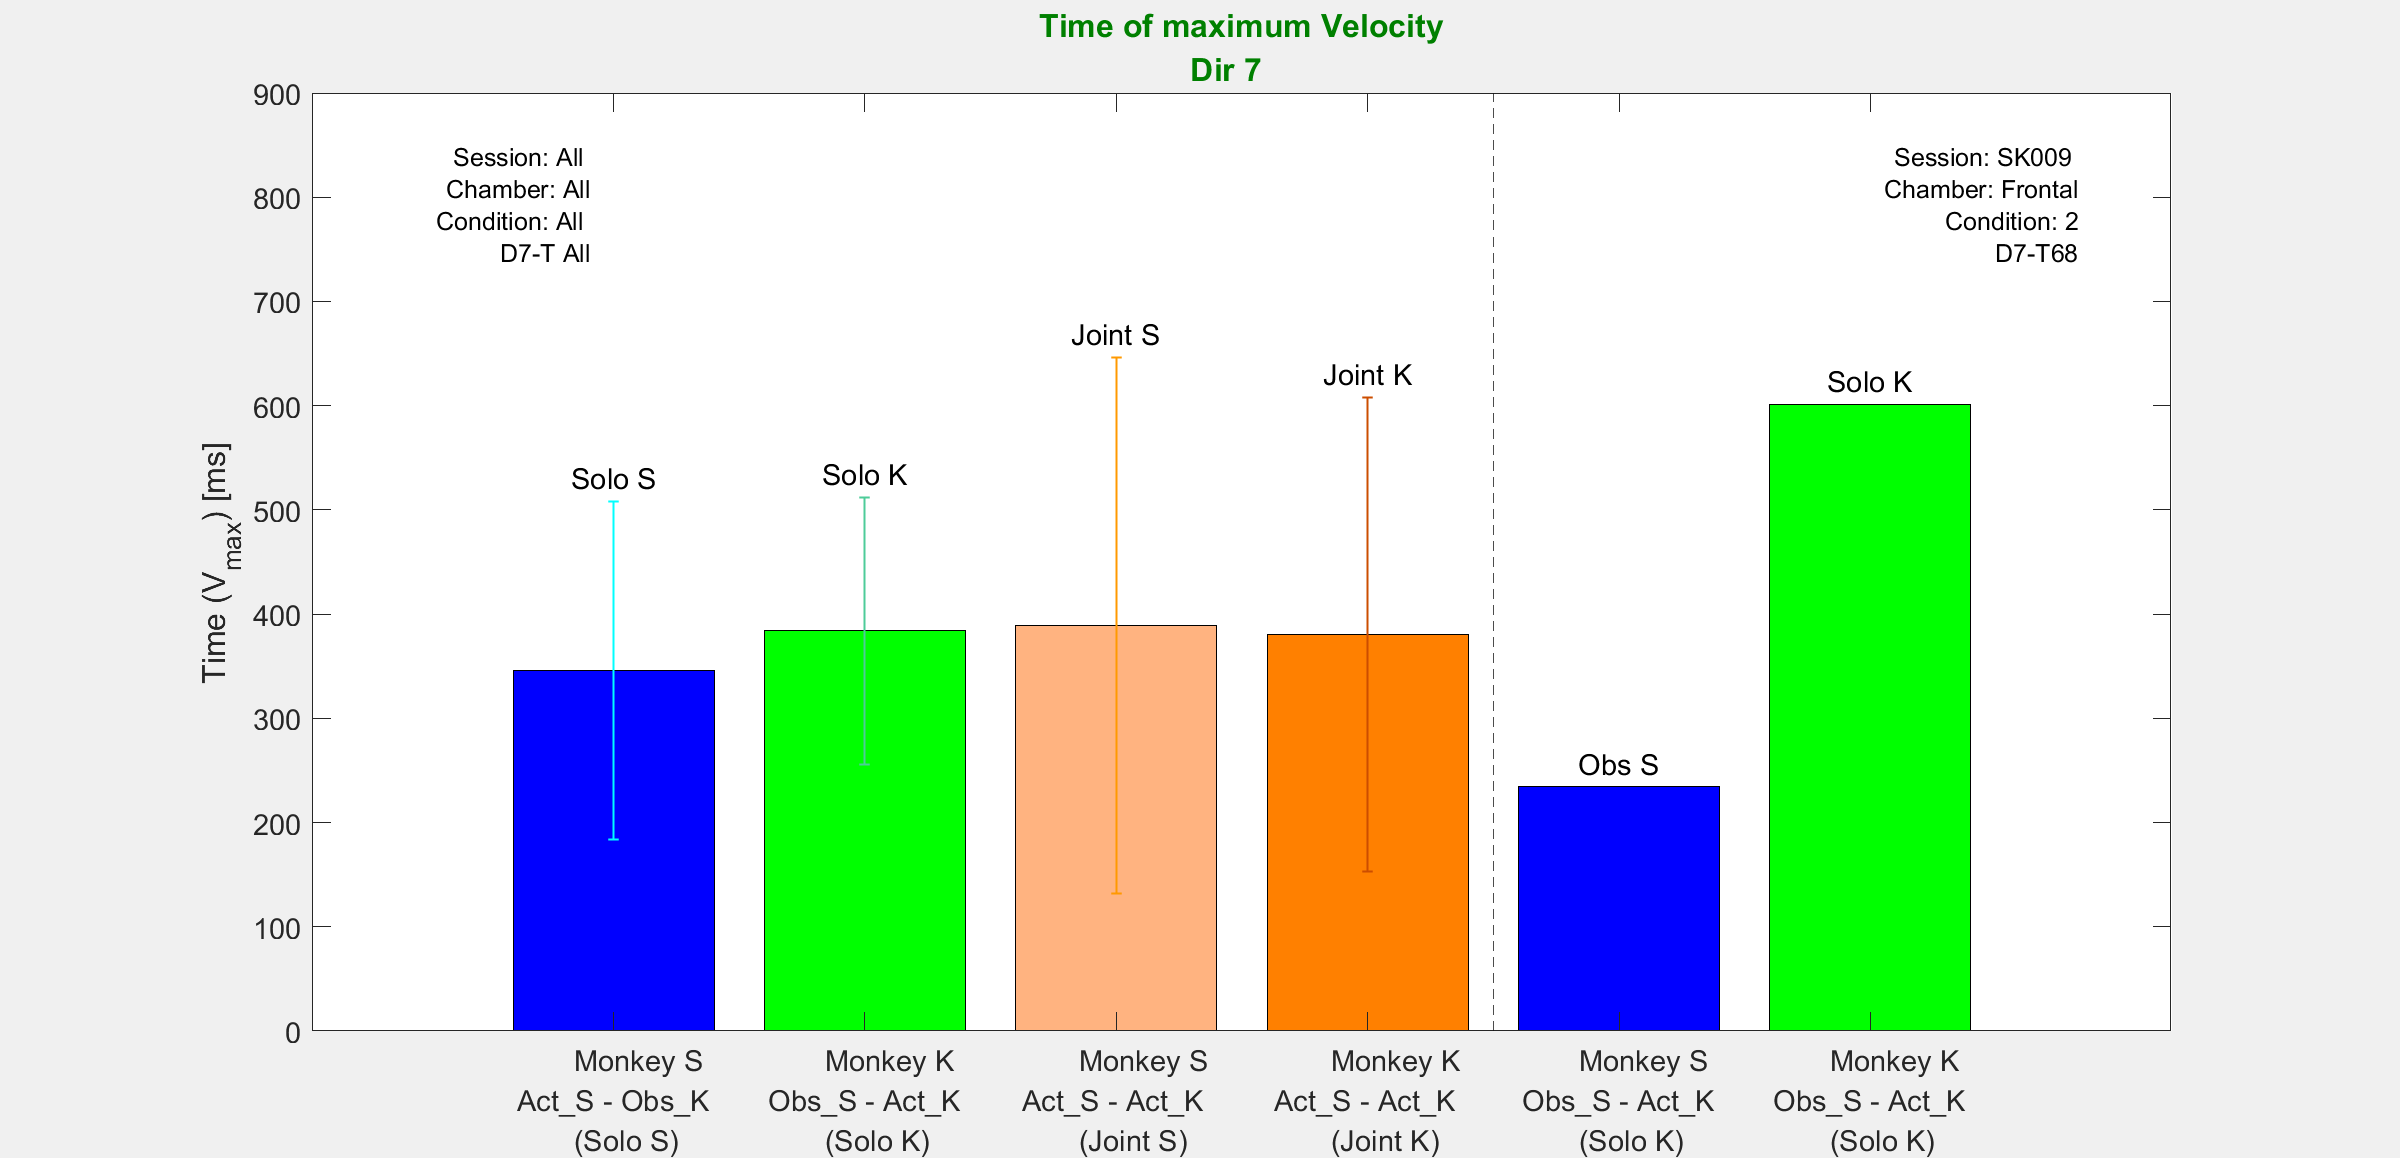 Time of maximum Velocity
Dir 7
Time (Vmax) [ms]
900
800
700
600
500
400
300
200
100
0
Session: All
Chamber: All
Condition: All
D7-T All
Session: SK009
Chamber: Frontal
Condition: 2
D7-T68
Solo S
Solo K
Joint S
Joint K
Obs S
Solo K
Monkey S
Act_S - Obs_K
(Solo S)
Monkey K
Obs_S - Act_K
(Solo K)
Monkey S
Act_S - Act_K
(Joint S)
Monkey K
Act_S - Act_K
(Joint K)
Monkey S
Obs_S - Act_K
(Solo K)
Monkey K
Obs_S - Act_K
(Solo K)